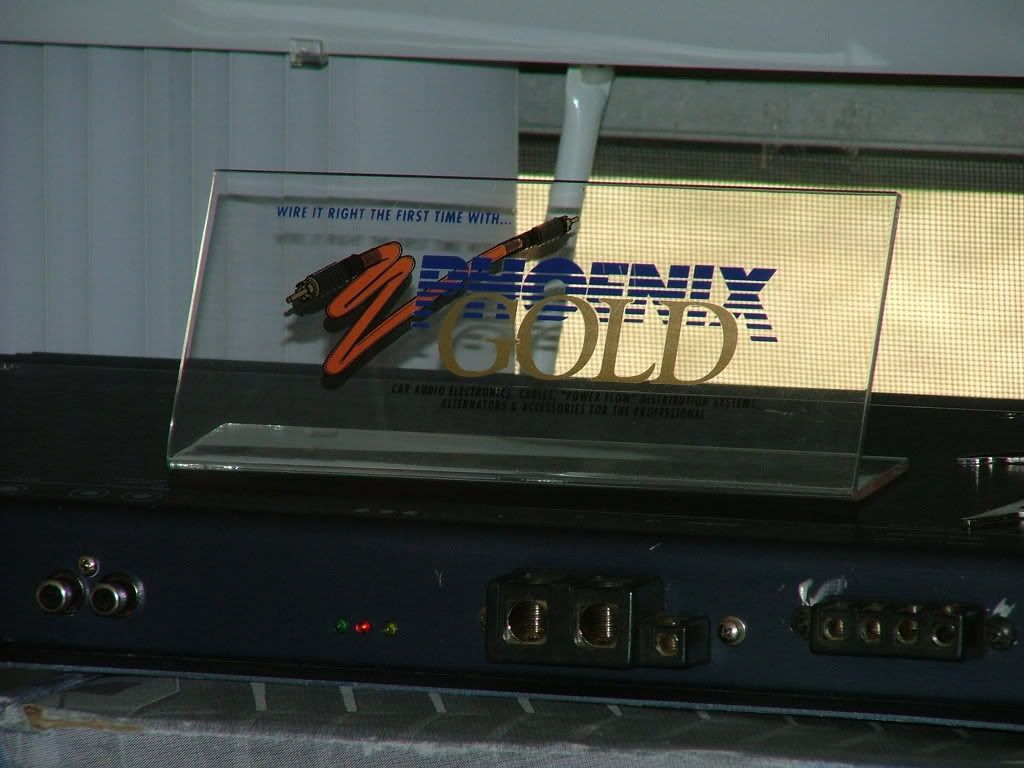 WIRE IT RIGHT THE FIRST TIME WITH...
PHOENIX
GOLD
CAR AUDIO ELECTRONICS, CABLES, "POWER FLOW" DISTRIBUTION SYSTEMS,
ALTERNATORS & ACCESSORIES FOR THE PROFESSIONAL